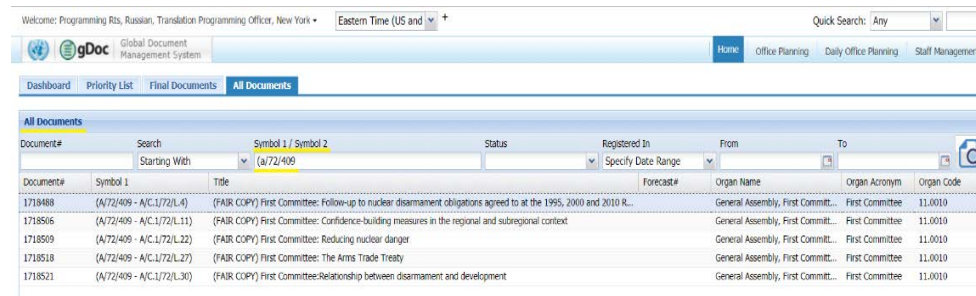 Welcome: Programming Rts, Russian, Translation Programming Officer, New York Eastern Time (US and + Quick Search: Any
gDoc Global Document Management System Home Office Planning Daily Office Planning Staff Managemen
Dashboard Priority List Final Documents All Documents
All Documents
Document# Search Symbol 1 / Symbol 2 Status Registered In From To
Starting With (a/72/409 Specify Date Range
Document# Symbol 1 Title Forecast# Organ Name Organ Acronym Organ Code
1718488 (A/72/409 - A/C.1/72/L.4) (FAIR COPY) First Committee: Follow-up to nuclear disarmament obligations agreed to at the 1995, 2000 and 2010 R... General Assembly, First Committ... First Committee 11.0010
1718506 (A/72/409 - A/C.1/72/L.11) (FAIR COPY) First Committee: Confidence-building measures in the regional and subregional context General Assembly, First Committ... First Committee 11.0010
1718509 (A/72/409 - A/C.1/72/L.22) (FAIR COPY) First Committee: Reducing nuclear danger General Assembly, First Committ... First Committee 11.0010
1718518 (A/72/409 - A/C.1/72/L.27) (FAIR COPY) First Committee: The Arms Trade Treaty General Assembly, First Committ... First Committee 11.0010
1718521 (A/72/409 - A/C.1/72/L.30) (FAIR COPY) First Committee:Relationship between disarmament and development General Assembly, First Committ... First Committee 11.0010